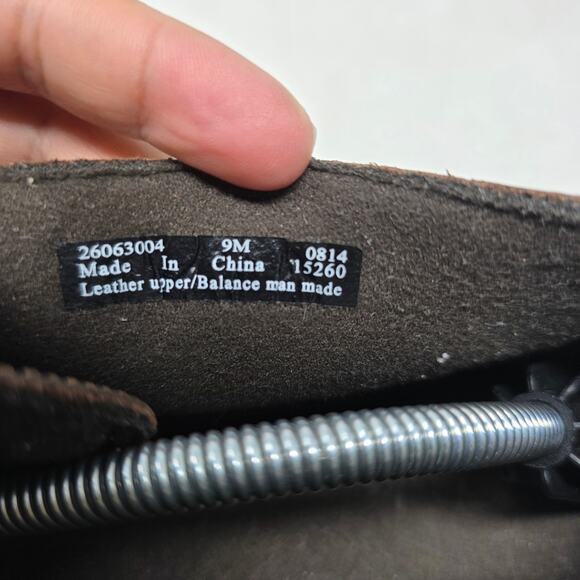 26063004 9M 0814
Made In China 15260
Leather upper/Balance man made